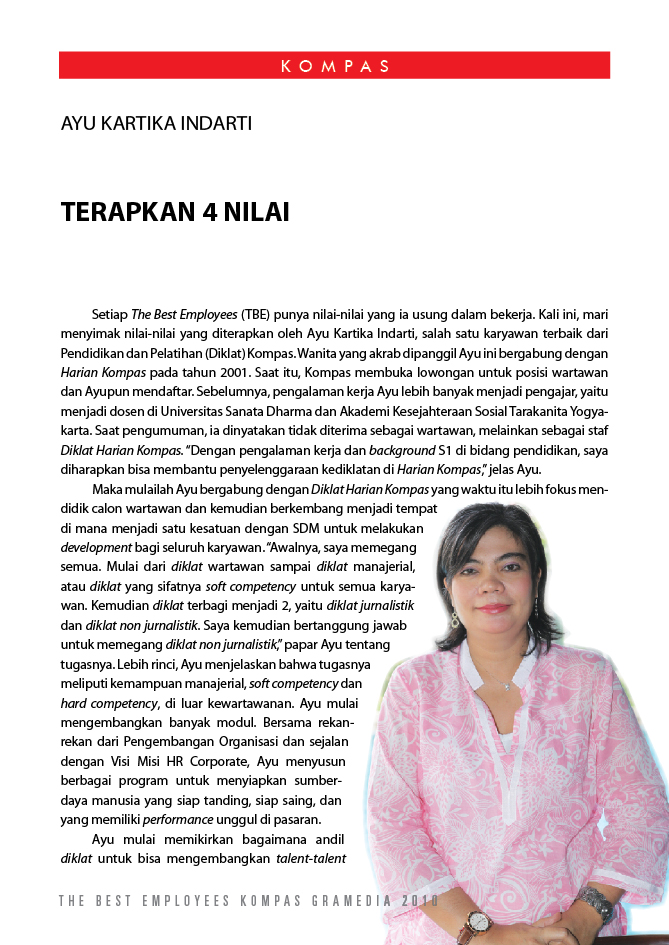 KOMPAS
AYU KARTIKA INDARTI
TERAPKAN 4 NILAI
Setiap The Best Employees (TBE) punya nilai-nilai yang ia usung dalam bekerja. Kali ini, mari
menyimak nilai-nilai yang diterapkan oleh Ayu Kartika Indarti, salah satu karyawan terbaik dari
Pendidikan dan Pelatihan (Diklat) Kompas. Wanita yang akrab dipanggil Ayu ini bergabung dengan
Harian Kompas pada tahun 2001. Saat itu, Kompas membuka lowongan untuk posisi wartawan
dan Ayupun mendaftar. Sebelumnya, pengalaman kerja Ayu lebih banyak menjadi pengajar, yaitu
menjadi dosen di Universitas Sanata Dharma dan Akademi Kesejahteraan Sosial Tarakanita Yogya-
karta. Saat pengumuman, ia dinyatakan tidak diterima sebagai wartawan, melainkan sebagai staf
Diklat Harian Kompas. “Dengan pengalaman kerja dan background S1 di bidang pendidikan, saya
diharapkan bisa membantu penyelenggaraan kediklatan di Harian Kompas,” jelas Ayu.
Maka mulailah Ayu bergabung dengan Diklat Harian Kompas yang waktu itu lebih fokus men-
didik calon wartawan dan kemudian berkembang menjadi tempat
di mana menjadi satu kesatuan dengan SDM untuk melakukan
development bagi seluruh karyawan. “Awalnya, saya memegang
semua. Mulai dari diklat wartawan sampai diklat manajerial,
atau diklat yang sifatnya soft competency untuk semua karya-
wan. Kemudian diklat terbagi menjadi 2, yaitu diklat jurnalistik
dan diklat non jurnalistik. Saya kemudian bertanggung jawab
untuk memegang diklat non jurnalistik,” papar Ayu tentang
tugasnya. Lebih rinci, Ayu menjelaskan bahwa tugasnya
meliputi kemampuan manajerial, soft competency dan
hard competency, di luar kewartawanan. Ayu mulai
mengembangkan banyak modul. Bersama rekan-
rekan dari Pengembangan Organisasi dan sejalan
dengan Visi Misi HR Corporate, Ayu menyusun
berbagai program untuk menyiapkan sumber-
daya manusia yang siap tanding, siap saing, dan
yang memiliki performance unggul di pasaran.
Ayu mulai memikirkan bagaimana andil
diklat untuk bisa mengembangkan talent-talent
THE BEST EMPLOYEES KOMPAS GRAMEDIA 2010